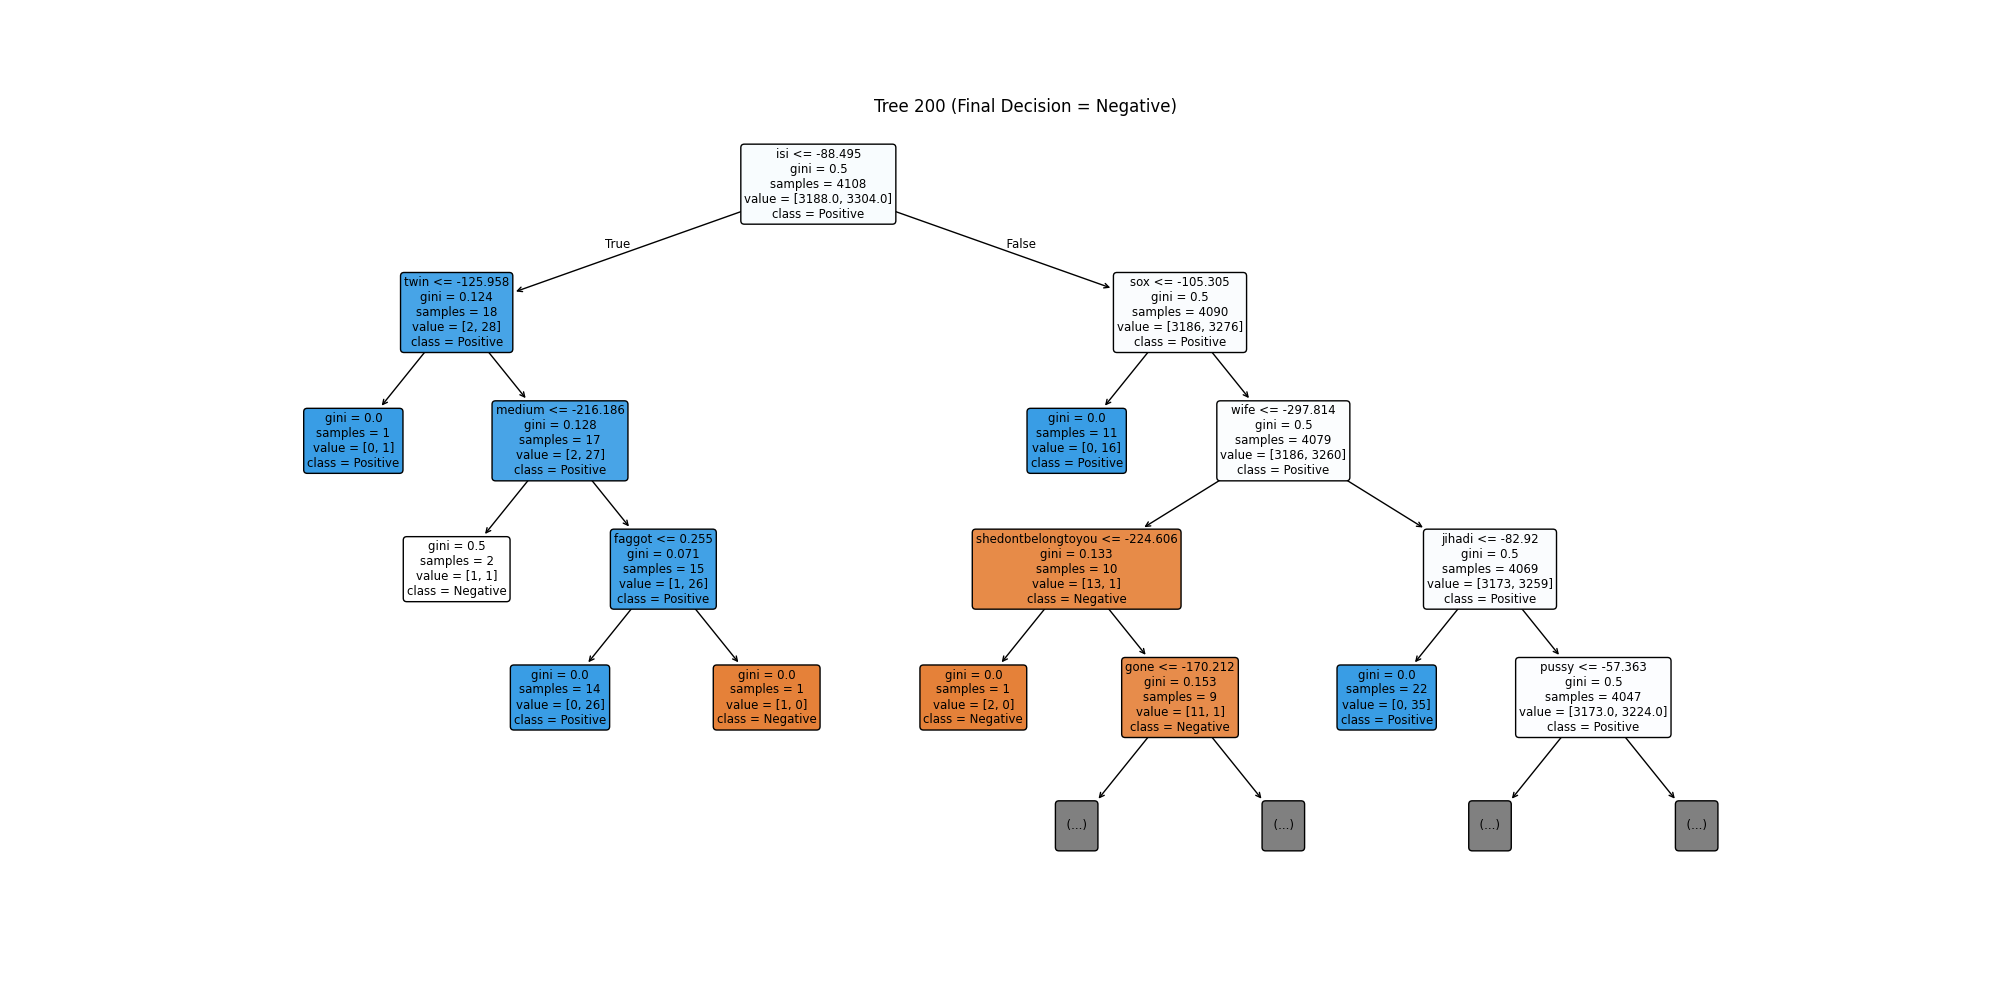 Tree 200 (Final Decision = Negative)
isi <= -88.495
gini = 0.5
samples = 4108
value = [3188.0, 3304.0]
class = Positive
True
False
twin <= -125.958
gini = 0.124
samples = 18
value = [2, 28]
class = Positive
sox <= -105.305
gini = 0.5
samples = 4090
value = [3186, 3276]
class = Positive
gini = 0.0
samples = 1
value = [0, 1]
class = Positive
medium <= -216.186
gini = 0.128
samples = 17
value = [2, 27]
class = Positive
gini = 0.0
samples = 11
value = [0, 16]
class = Positive
wife <= -297.814
gini = 0.5
samples = 4079
value = [3186, 3260]
class = Positive
gini = 0.5
samples = 2
value = [1, 1]
class = Negative
faggot <= 0.255
gini = 0.071
samples = 15
value = [1, 26]
class = Positive
shedontbelongtoyou <= -224.606
gini = 0.133
samples = 10
value = [13, 1]
class = Negative
jihadi <= -82.92
gini = 0.5
samples = 4069
value = [3173, 3259]
class = Positive
gini = 0.0
samples = 14
value = [0, 26]
class = Positive
gini = 0.0
samples = 1
value = [1, 0]
class = Negative
gini = 0.0
samples = 1
value = [2, 0]
class = Negative
gone <= -170.212
gini = 0.153
samples = 9
value = [11, 1]
class = Negative
gini = 0.0
samples = 22
value = [0, 35]
class = Positive
pussy <= -57.363
gini = 0.5
samples = 4047
value = [3173.0, 3224.0]
class = Positive
(...)
(...)
(...)
(...)